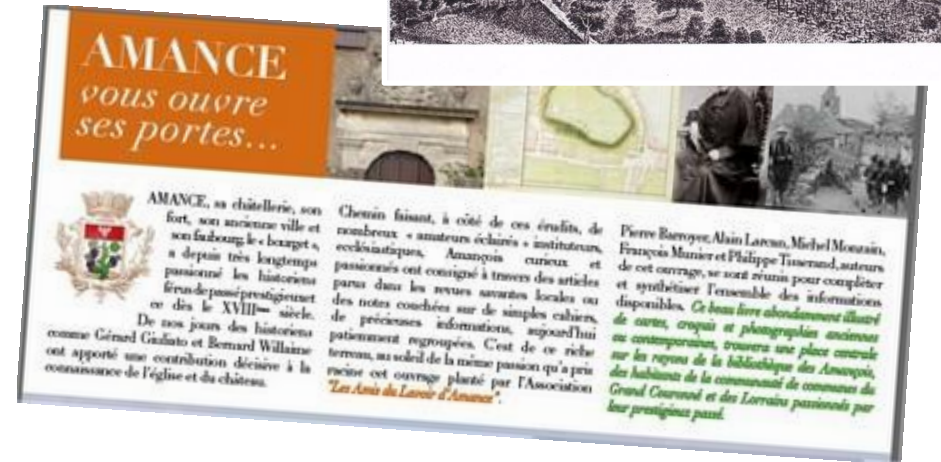 AMANCE
vous ouvre
ses portes...
AMANCE, sa châtellerie, son
fort, son ancienne ville et
son faubourg, le « bourget »,
a depuis très longtemps
passionné les historiens
férus de passé prestigieux et
ce dès le XVIIIème siècle.
De nos jours des historiens
comme Gérard Giuliato et Bernard Willaime
ont apporté une contribution décisive à la
connaissance de l'église et du château.
Chemin faisant, à côté de ces érudits, de
nombreux « amateurs éclairés » instituteurs,
ecclésiastiques, Amançois curieux et
passionnés ont consigné à travers des articles
parus dans les revues savantes locales ou
des notes couchées sur de simples cahiers,
de précieuses informations, aujourd'hui
patiemment regroupées. C'est de ce riche
terreau, au soleil de la même passion qu'a pris
racine cet ouvrage planté par l'Association
"Les Amis du Lavoir d'Amance".
Pierre Barroyer, Alain Larcan, Michel Monzain,
François Munier et Philippe Tisserand, auteurs
de cet ouvrage, se sont réunis pour compléter
et synthétiser l'ensemble des informations
disponibles. Ce beau livre abondamment illustré
de cartes, croquis et photographies anciennes
ou contemporaines, trouvera une place centrale
sur les rayons de la bibliothèque des Amançois,
des habitants de la communauté de communes du
Grand Couronné et des Lorrains passionnés par
leur prestigieux passé.